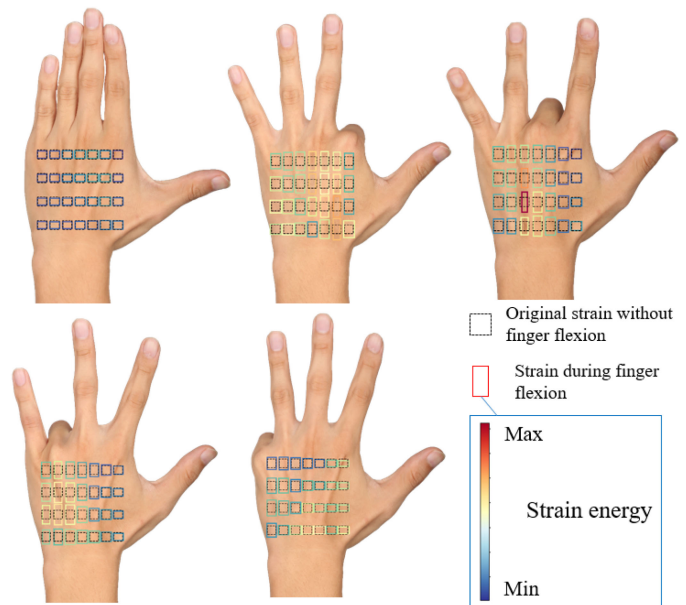 Original strain without
finger flexion
Strain during finger
flexion
Max
Strain energy
Min